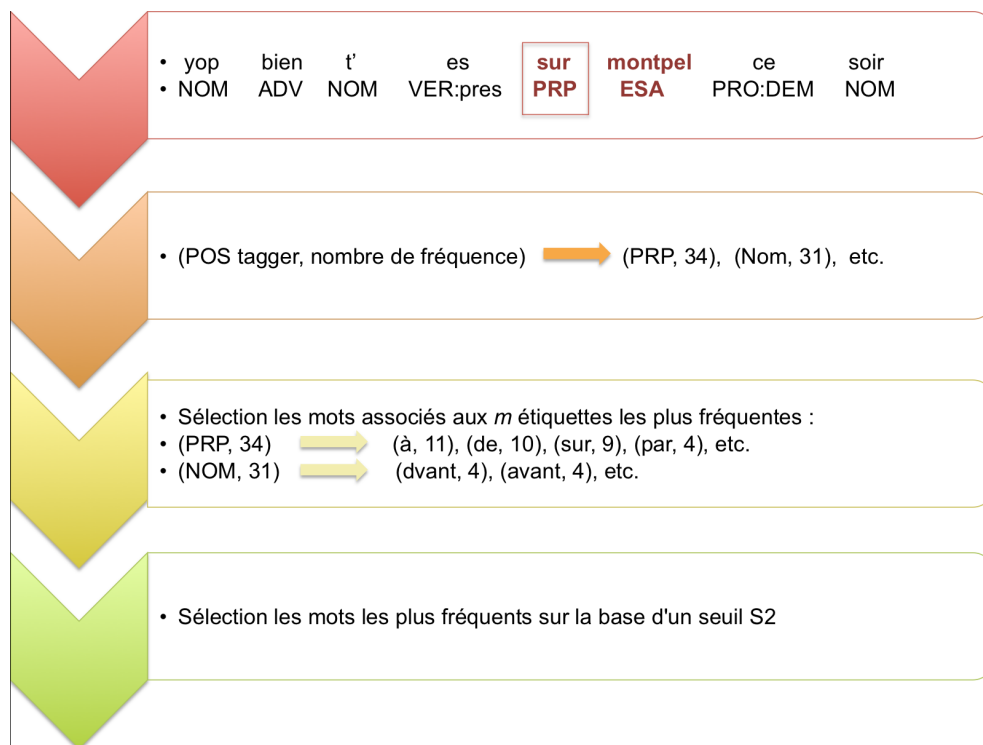 • yop bien t’ es sur montpel ce soir
• NOM ADV NOM VER:pres PRP ESA PRO:DEM NOM
• (POS tagger, nombre de fréquence) (PRP, 34), (Nom, 31), etc.
• Sélection les mots associés aux m étiquettes les plus fréquentes :
• (PRP, 34) (à, 11), (de, 10), (sur, 9), (par, 4), etc.
• (NOM, 31) (dvant, 4), (avant, 4), etc.
• Sélection les mots les plus fréquents sur la base d'un seuil S2